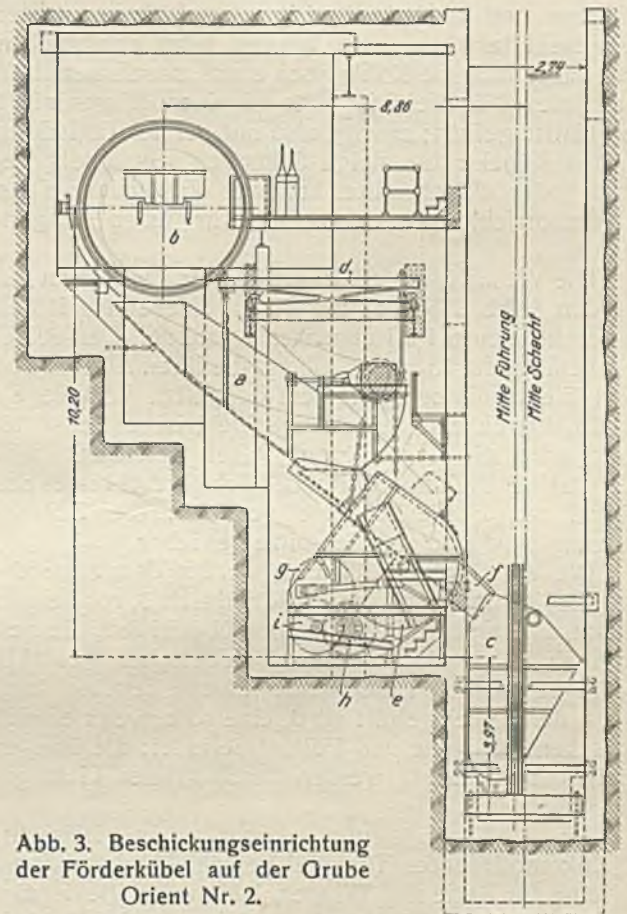 2,74
8,86
b
d
Mitte Führung
Mitte Schacht
a
10,20
g
f
i
c
h
e
3,97
Abb. 3. Beschickungseinrichtung
der Förderkübel auf der Grube
Orient Nr. 2.